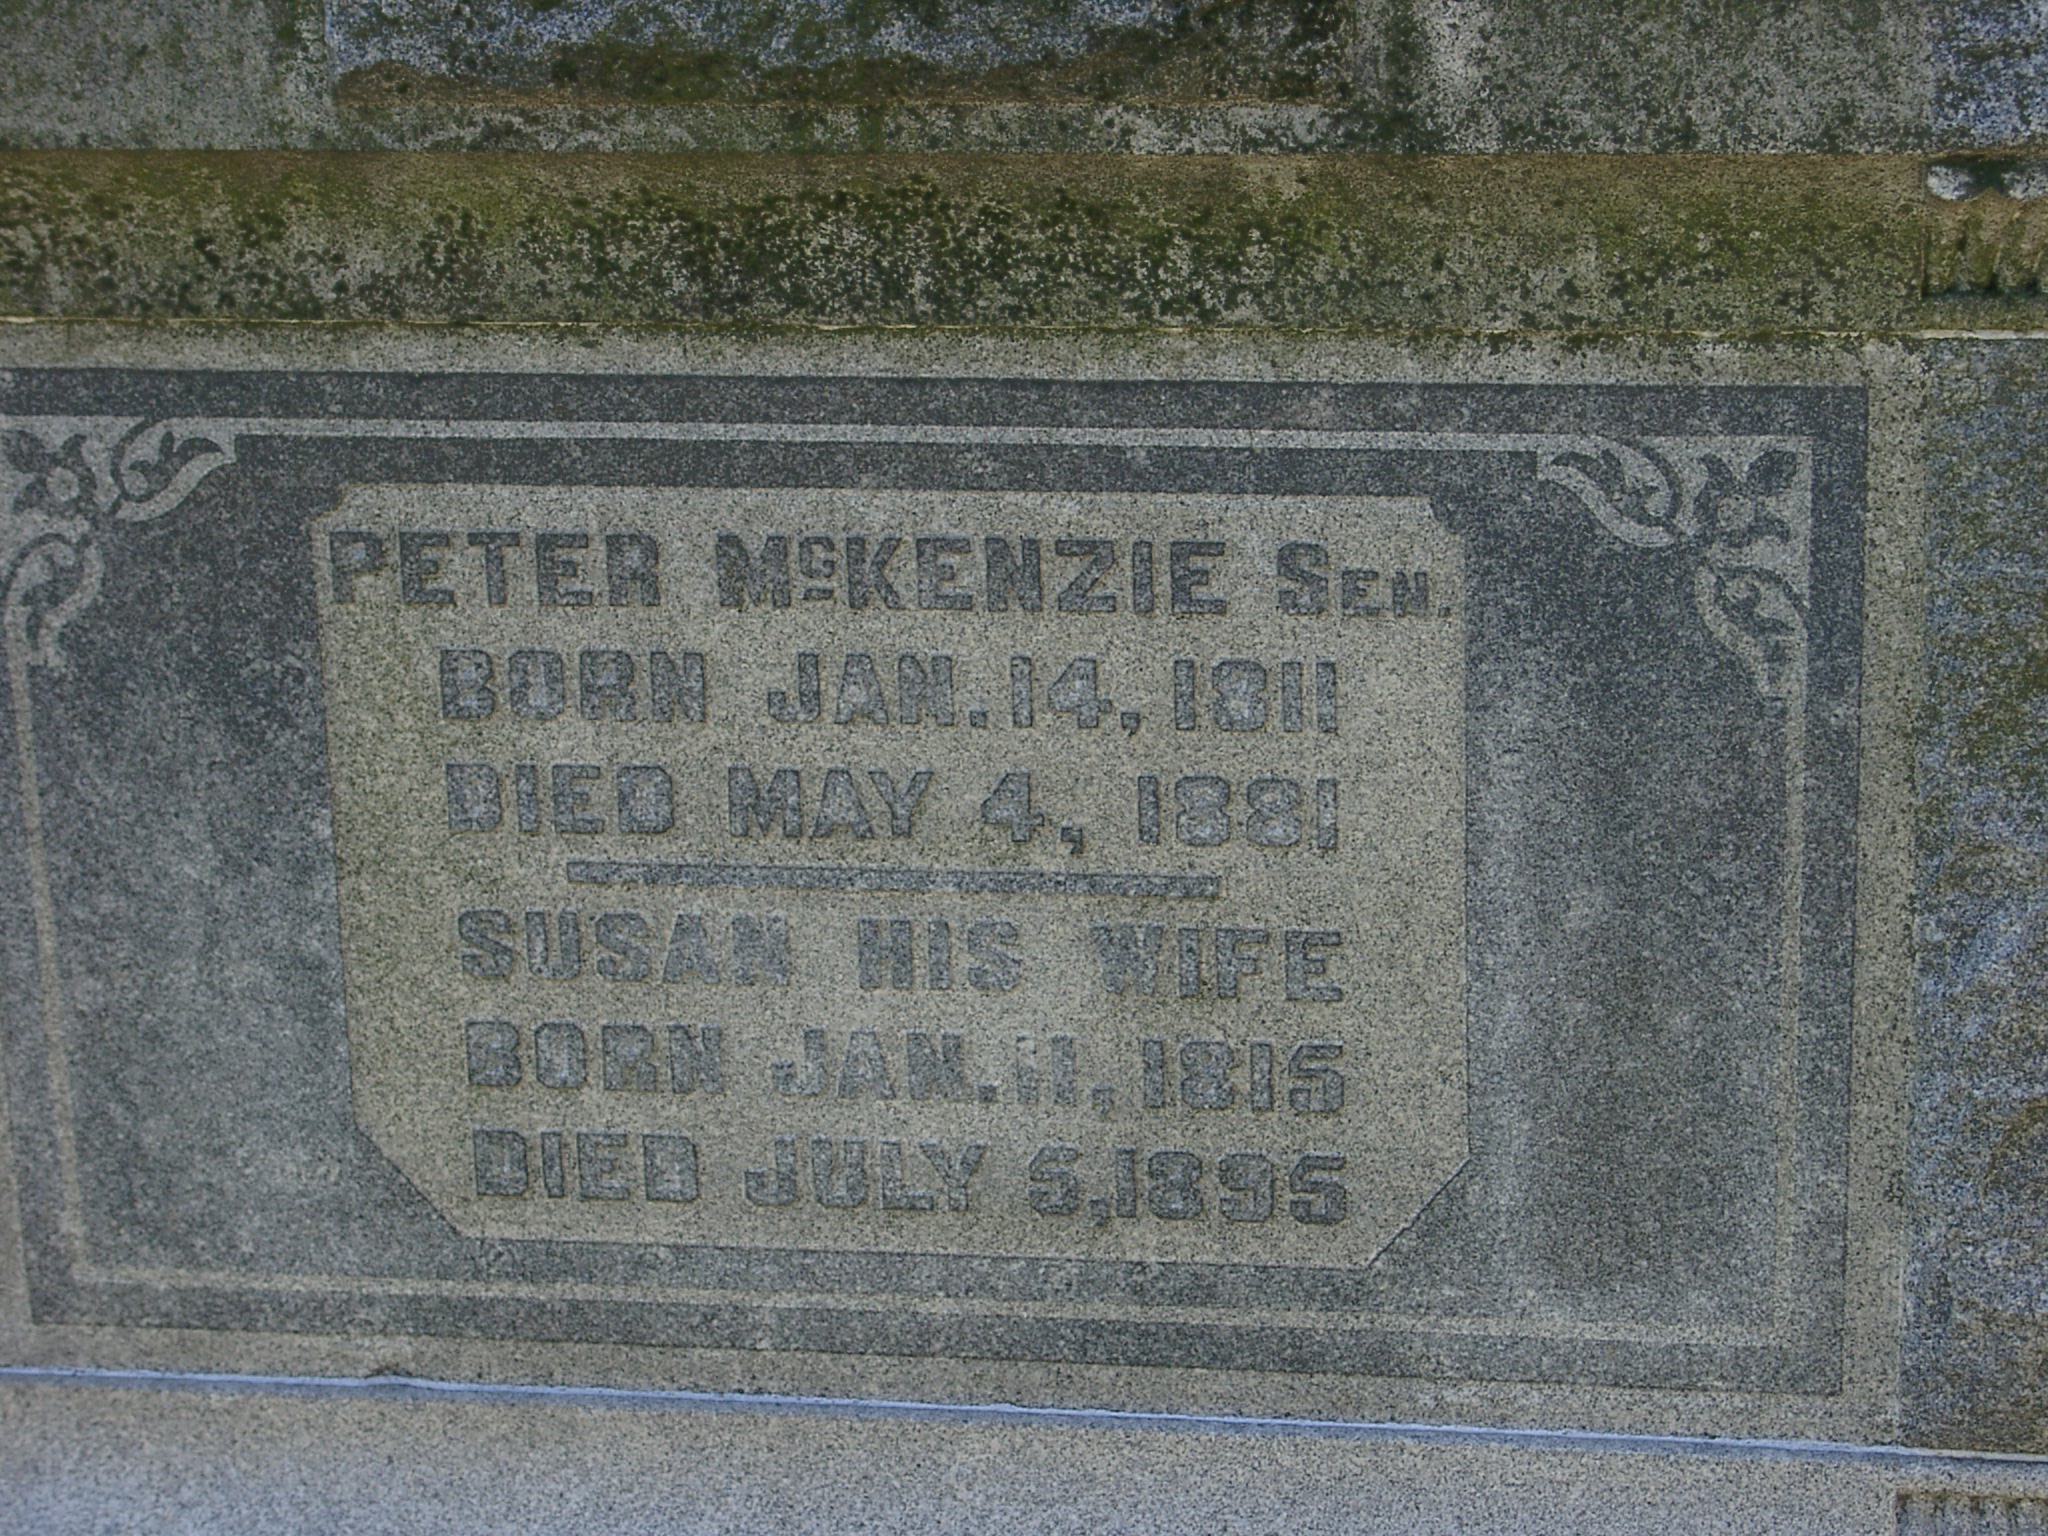 PETER McKENZIE SEN.
BORN JAN. 14, 1811
DIED MAY 4, 1881
SUSAN HIS WIFE
BORN JAN. 11, 1815
DIED JULY 5, 1895